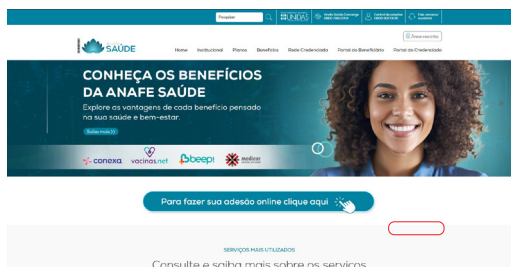 Pesquisar
UNIDAS
Área restrita
SAÚDE
Home Institucional Planos Benefícios Rede Credenciada Portal do Beneficiário Portal do Credenciado
CONHEÇA OS BENEFÍCIOS
DA ANAFE SAÚDE
Explore as vantagens de cada benefício pensado
na sua saúde e bem-estar.
Saiba mais
conexa vacinas.net beep! medicar
Para fazer sua adesão online clique aqui
SERVIÇOS MAIS UTILIZADOS
Consulte e saiba mais sobre os serviços